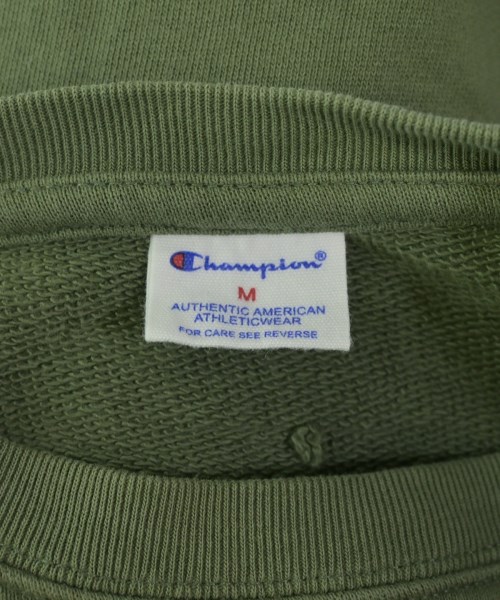 Champion®
M
AUTHENTIC AMERICAN
ATHLETICWEAR
FOR CARE SEE REVERSE